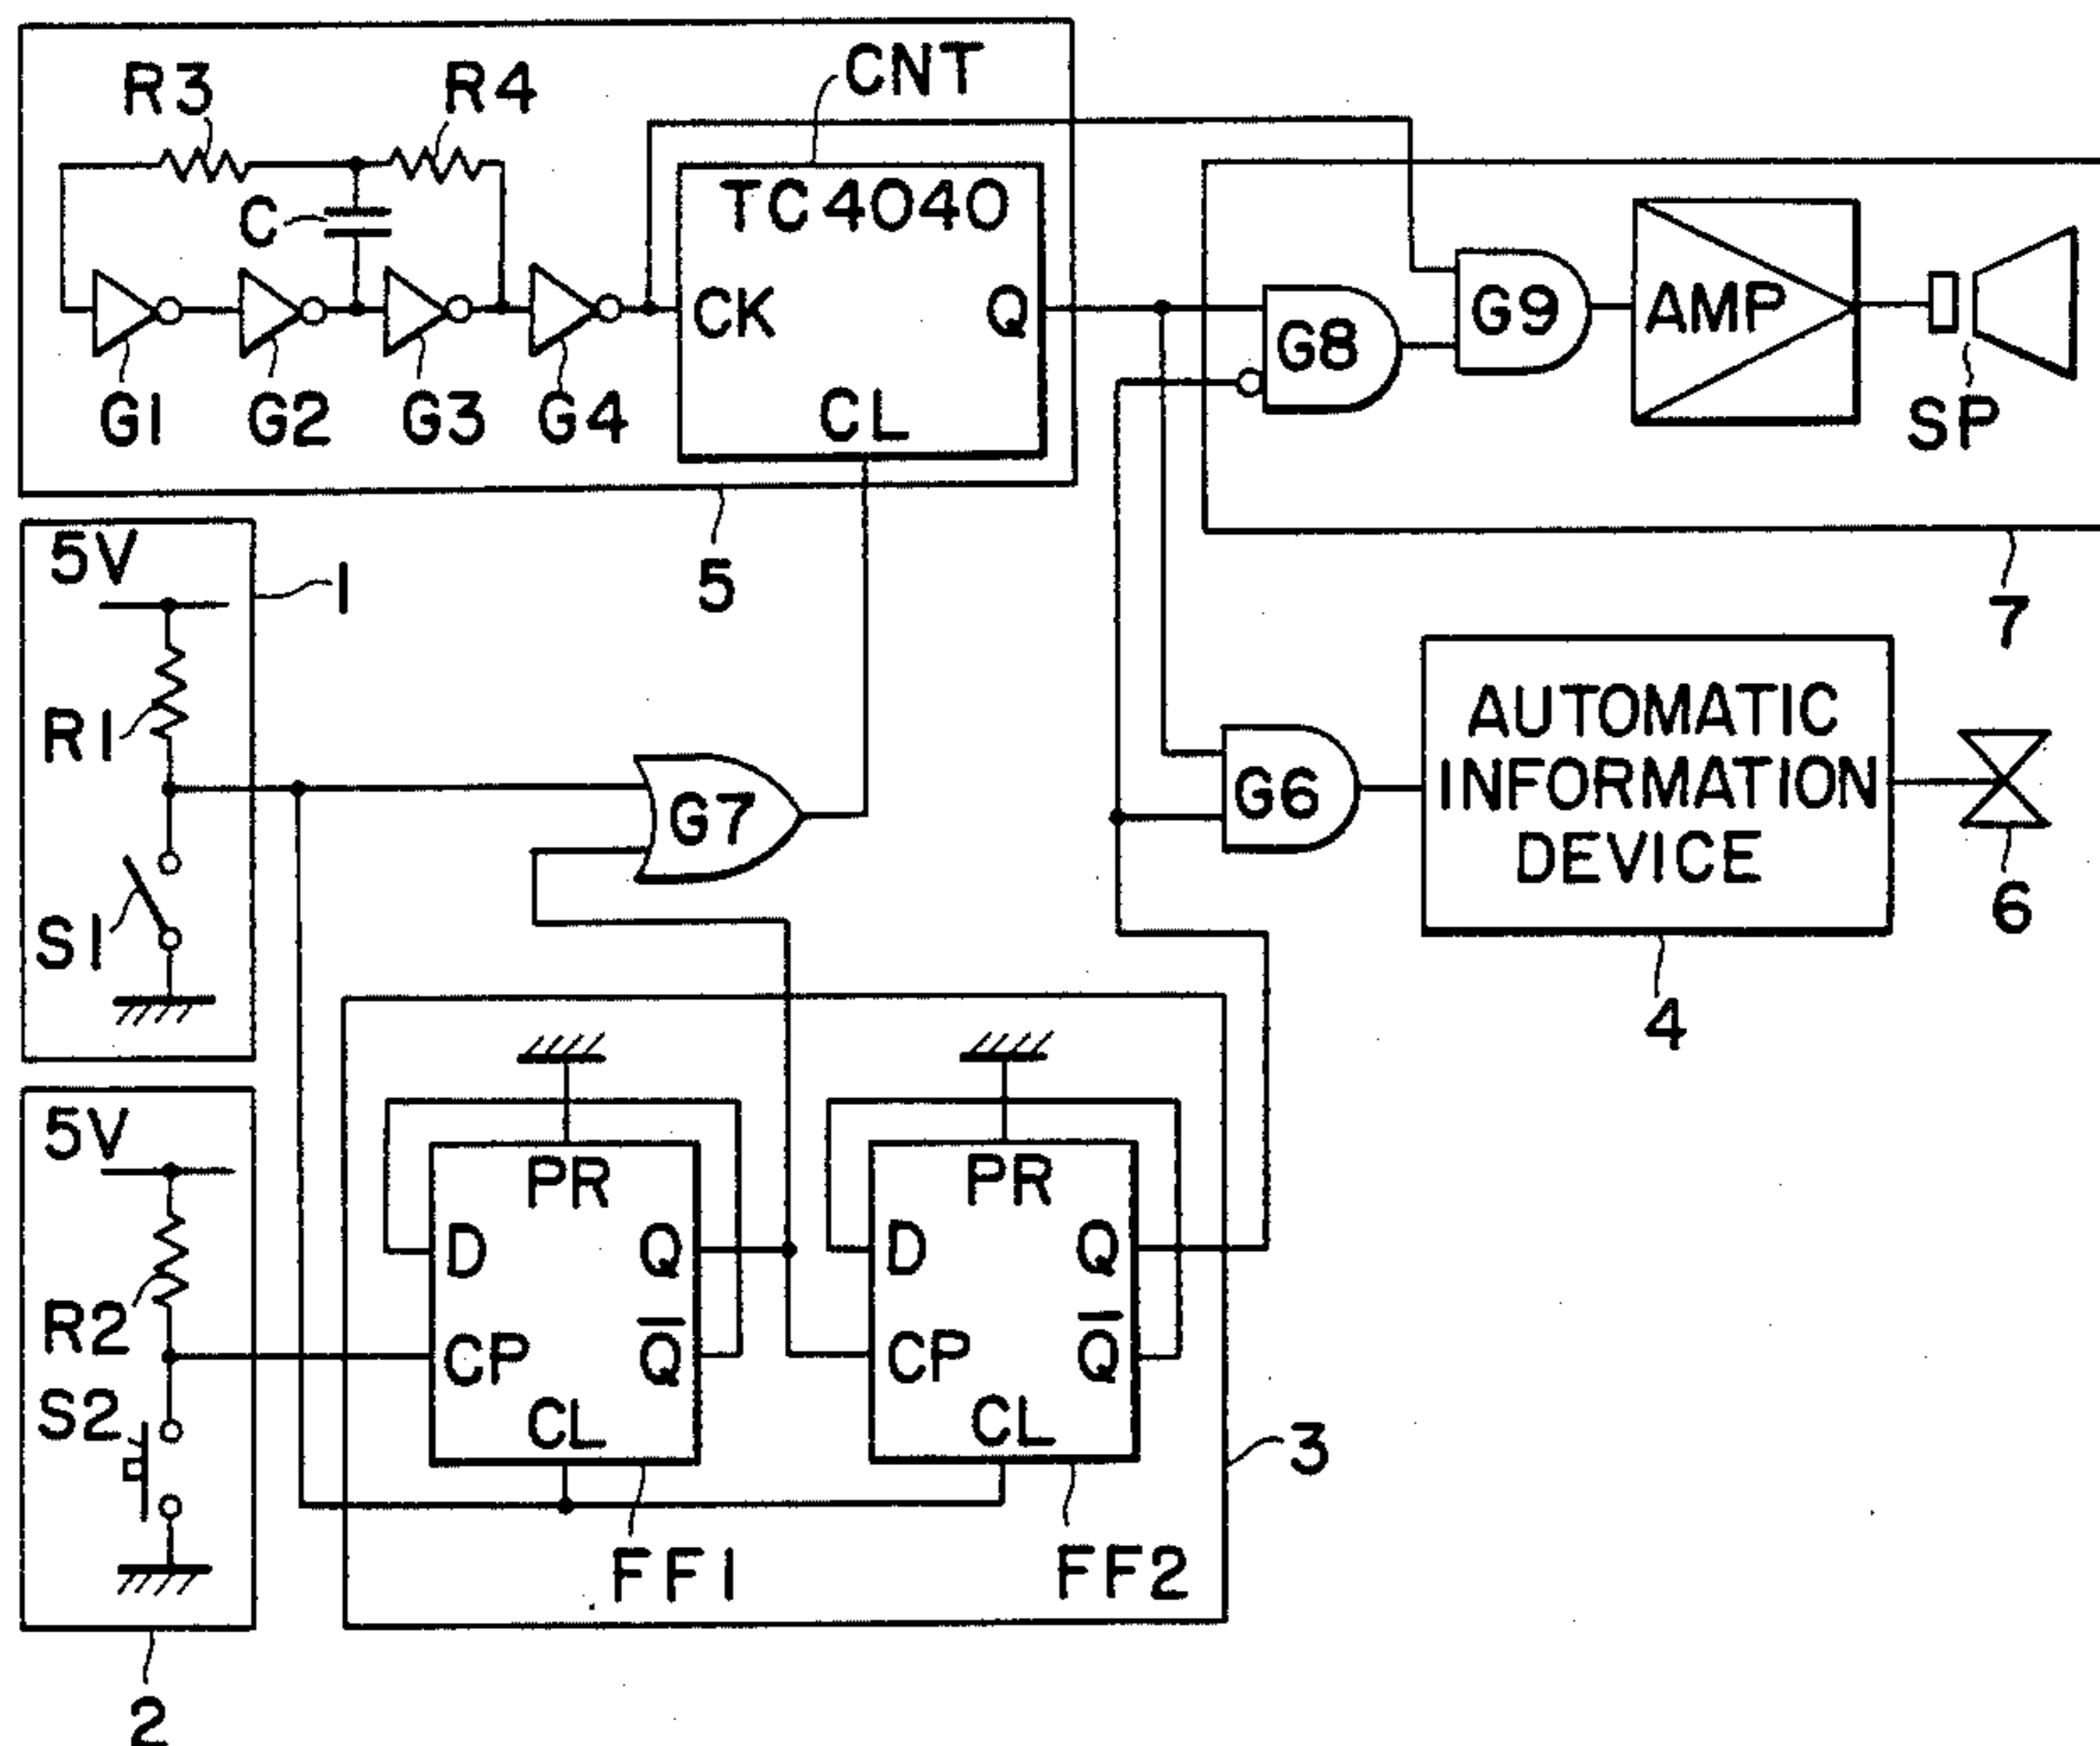 R3
R4
CNT
C
TC4040
CK
Q
CL
G1
G2
G3
G4
G8
G9
AMP
SP
5
7
5V
1
R1
S1
G7
G6
AUTOMATIC
INFORMATION
DEVICE
6
4
5V
R2
S2
2
PR
D
Q
CP
Q̅
CL
FF1
PR
D
Q
CP
Q̅
CL
FF2
3